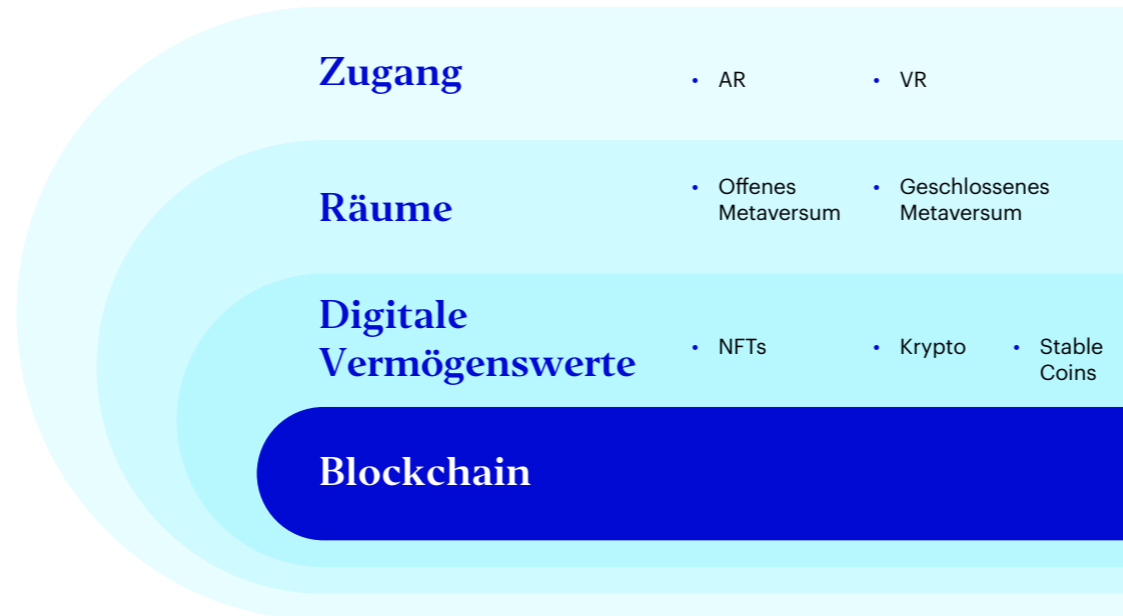 Zugang
• AR
• VR
Räume
• Offenes
Metaversum
• Geschlossenes
Metaversum
Digitale
Vermögenswerte
• NFTs
• Krypto
• Stable
Coins
Blockchain